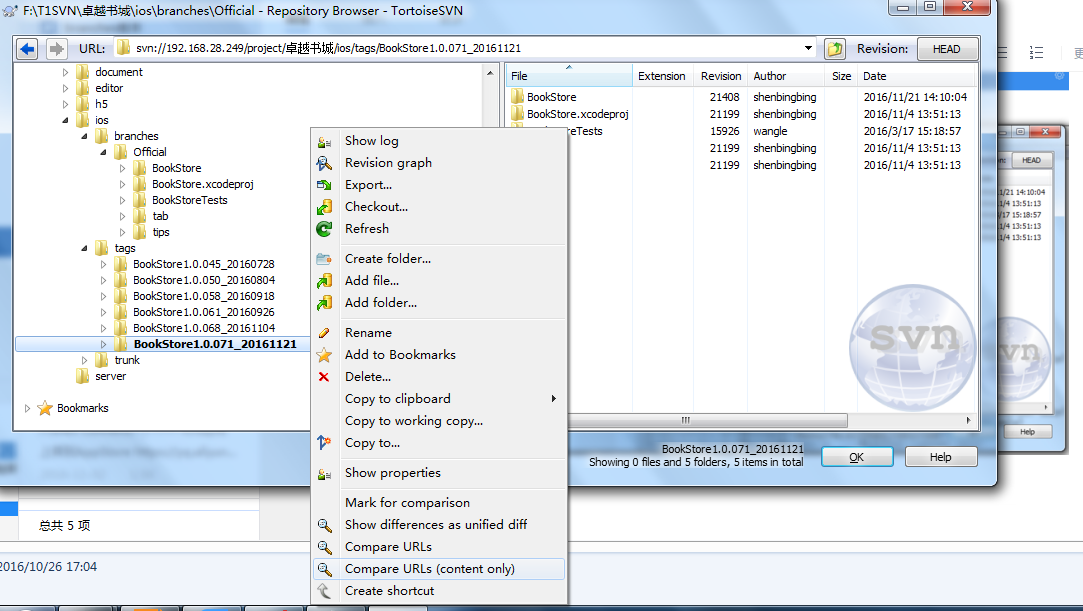 F:\T1SVN\卓越书城\ios\branches\Official - Repository Browser - TortoiseSVN
URL: svn://192.168.28.249/project/卓越书城/ios/tags/BookStore1.0.071_20161121 Revision: HEAD
document
editor
h5
ios
branches
Official
BookStore
BookStore.xcodeproj
BookStoreTests
tab
tips
tags
BookStore1.0.045_20160728
BookStore1.0.050_20160804
BookStore1.0.058_20160918
BookStore1.0.061_20160926
BookStore1.0.068_20161104
BookStore1.0.071_20161121
trunk
server
Bookmarks
File Extension Revision Author Size Date
BookStore 21408 shenbingbing 2016/11/21 14:10:04
BookStore.xcodeproj 21199 shenbingbing 2016/11/4 13:51:13
reTests 15926 wangle 2016/3/17 15:18:57
21199 shenbingbing 2016/11/4 13:51:13
21199 shenbingbing 2016/11/4 13:51:13
svn
Show log
Revision graph
Export...
Checkout...
Refresh
Create folder...
Add file...
Add folder...
Rename
Add to Bookmarks
Delete...
Copy to clipboard
Copy to working copy...
Copy to...
Show properties
Mark for comparison
Show differences as unified diff
Compare URLs
Compare URLs (content only)
Create shortcut
BookStore1.0.071_20161121
Showing 0 files and 5 folders, 5 items in total
OK
Help
HEAD
1/21 14:10:04
1/4 13:51:13
/17 15:18:57
1/4 13:51:13
1/4 13:51:13
vn
Help
总共 5 项
2016/10/26 17:04